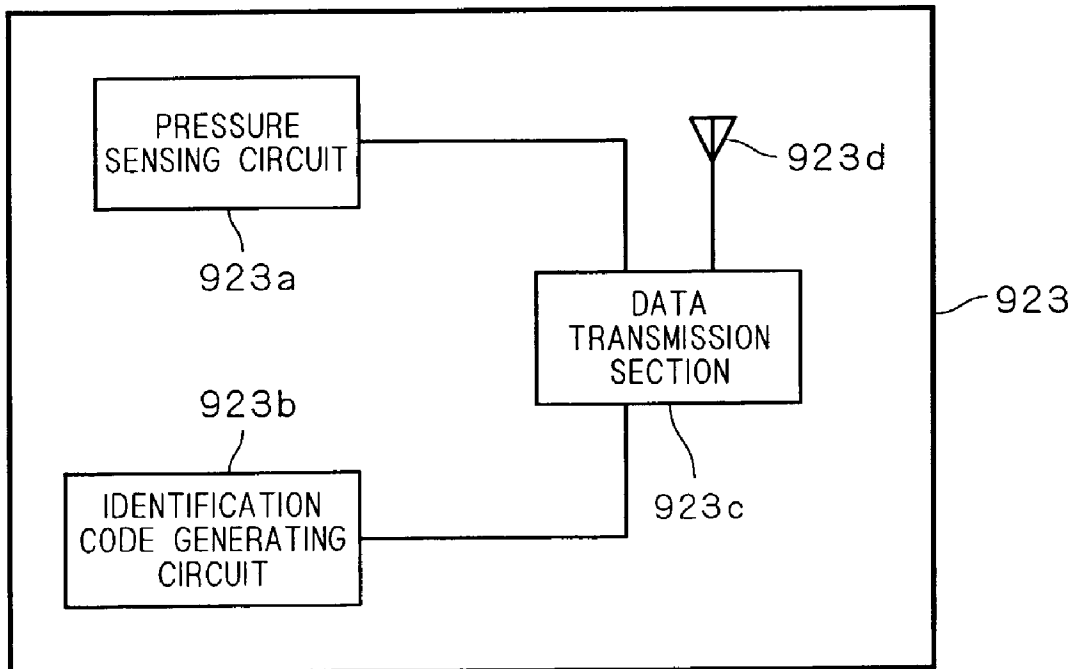 PRESSURE
SENSING CIRCUIT
923a
923d
DATA
TRANSMISSION
SECTION
923
923b
923c
IDENTIFICATION
CODE GENERATING
CIRCUIT